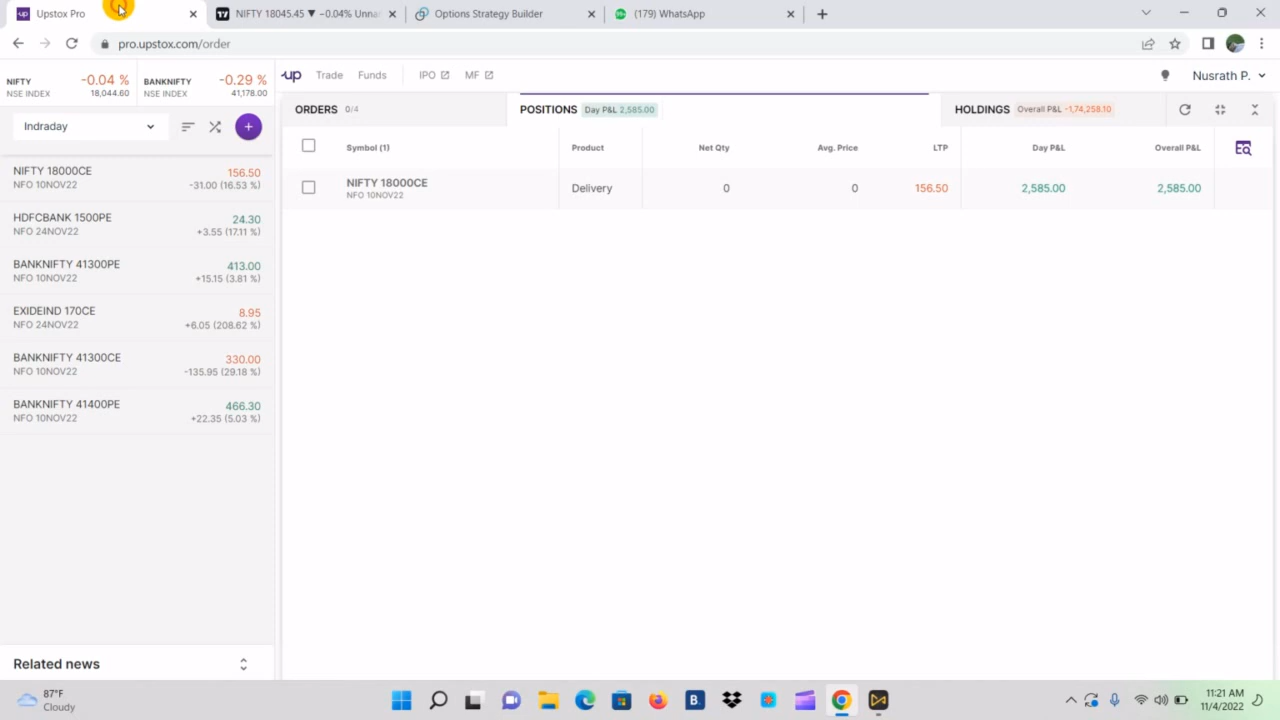 Upstox Pro
NIFTY 18045.45 ▼ −0.04% Unna
Options Strategy Builder
(179) WhatsApp
pro.upstox.com/order
NIFTY -0.04 %
NSE INDEX 18,044.60
BANKNIFTY -0.29 %
NSE INDEX 41,178.00
up Trade Funds IPO MF
Nusrath P.
Indraday
ORDERS 0/4
POSITIONS Day P&L 2,585.00
HOLDINGS Overall P&L -1,74,258.10
Symbol (1) Product Net Qty Avg. Price LTP Day P&L Overall P&L
NIFTY 18000CE Delivery 0 0 156.50 2,585.00 2,585.00
NFO 10NOV22
NIFTY 18000CE 156.50
NFO 10NOV22 -31.00 (16.53 %)
HDFCBANK 1500PE 24.30
NFO 24NOV22 +3.55 (17.11 %)
BANKNIFTY 41300PE 413.00
NFO 10NOV22 +15.15 (3.81 %)
EXIDEIND 170CE 8.95
NFO 24NOV22 +6.05 (208.62 %)
BANKNIFTY 41300CE 330.00
NFO 10NOV22 -135.95 (29.18 %)
BANKNIFTY 41400PE 466.30
NFO 10NOV22 +22.35 (5.03 %)
Related news
87°F
Cloudy
B.
11:21 AM
11/4/2022